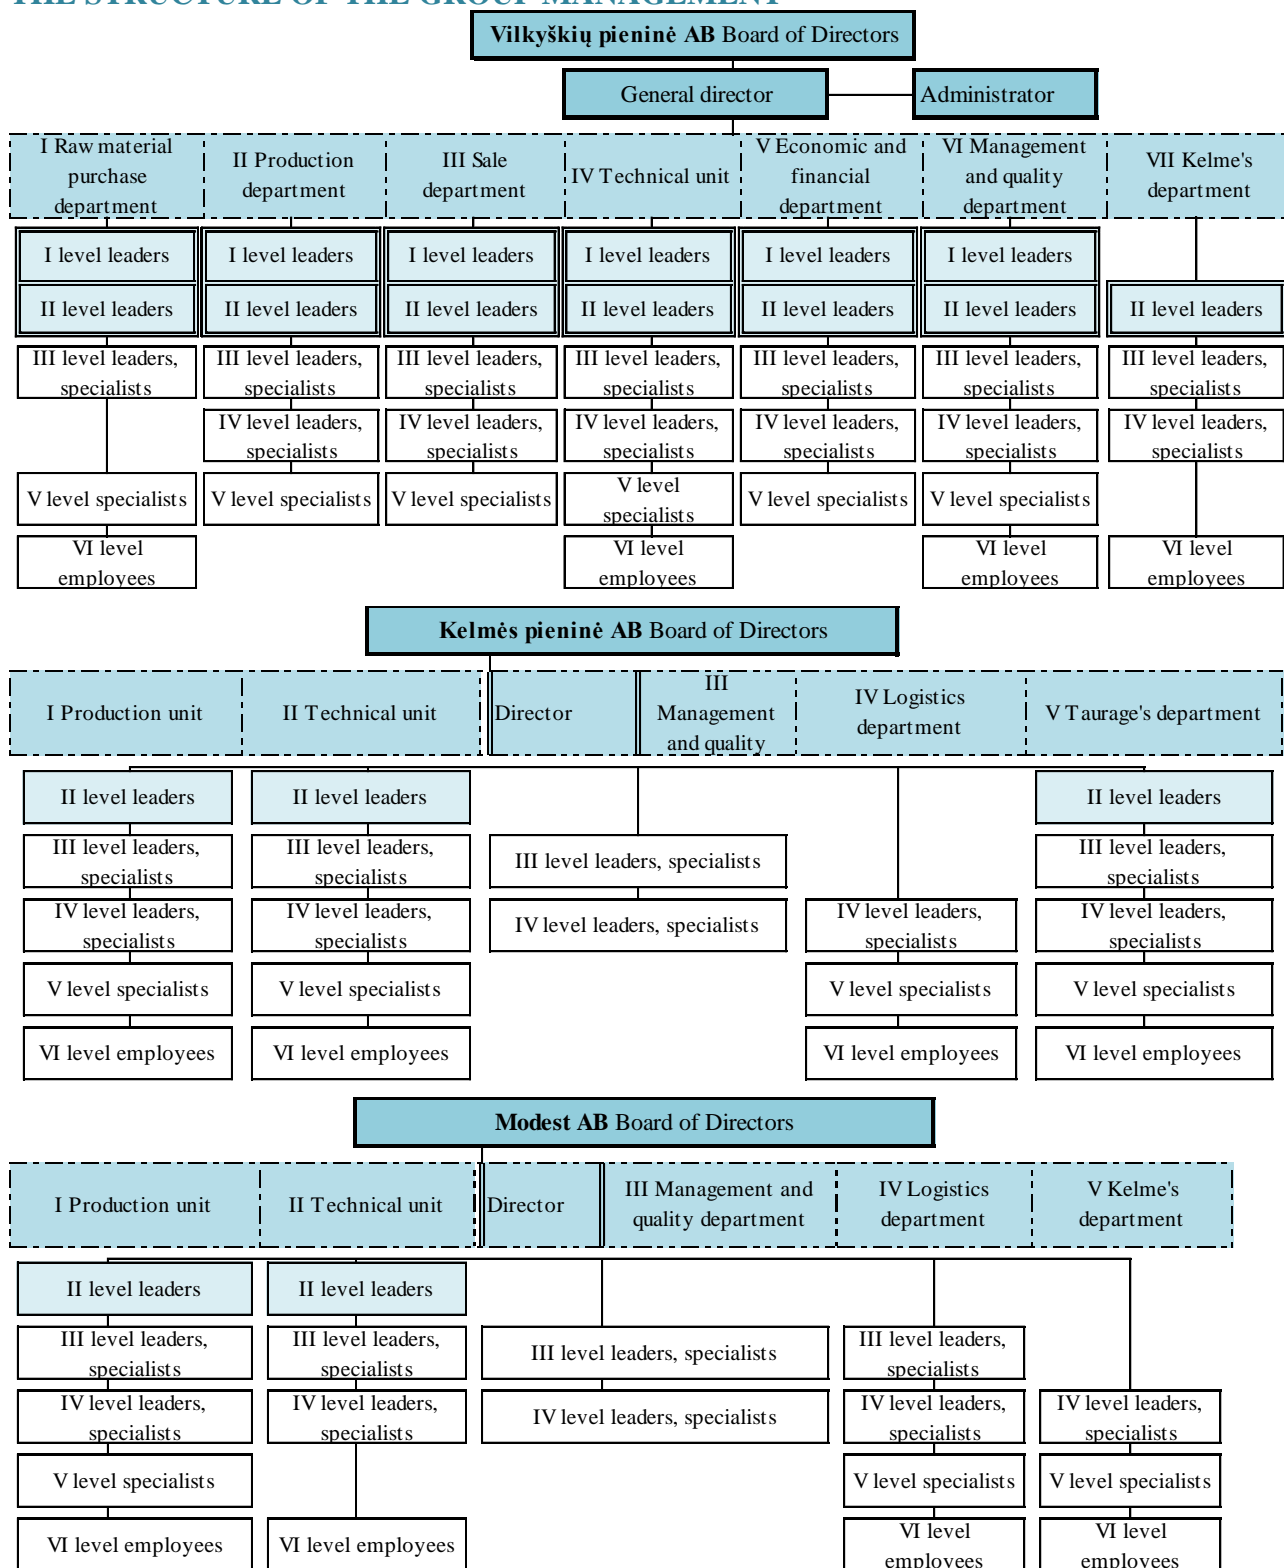 THE STRUCTURE OF THE GROUP MANAGEMENT
Vilkyškių pieninė AB Board of Directors
General director
Administrator
I Raw material
purchase
department
II Production
department
III Sale
department
IV Technical unit
V Economic and
financial
department
VI Management
and quality
department
VII Kelme's
department
I level leaders
I level leaders
I level leaders
I level leaders
I level leaders
I level leaders
II level leaders
II level leaders
II level leaders
II level leaders
II level leaders
II level leaders
II level leaders
III level leaders,
specialists
III level leaders,
specialists
III level leaders,
specialists
III level leaders,
specialists
III level leaders,
specialists
III level leaders,
specialists
III level leaders,
specialists
IV level leaders,
specialists
IV level leaders,
specialists
IV level leaders,
specialists
IV level leaders,
specialists
IV level leaders,
specialists
IV level leaders,
specialists
V level specialists
V level specialists
V level specialists
V level
specialists
V level specialists
V level specialists
VI level
employees
VI level
employees
VI level
employees
VI level
employees
Kelmės pieninė AB Board of Directors
I Production unit
II Technical unit
Director
III
Management
and quality
IV Logistics
department
V Taurage's department
II level leaders
II level leaders
II level leaders
III level leaders,
specialists
III level leaders,
specialists
III level leaders, specialists
III level leaders,
specialists
IV level leaders,
specialists
IV level leaders,
specialists
IV level leaders, specialists
IV level leaders,
specialists
IV level leaders,
specialists
V level specialists
V level specialists
V level specialists
V level specialists
VI level employees
VI level employees
VI level employees
VI level employees
Modest AB Board of Directors
I Production unit
II Technical unit
Director
III Management and
quality department
IV Logistics
department
V Kelme's
department
II level leaders
II level leaders
III level leaders,
specialists
III level leaders,
specialists
III level leaders, specialists
III level leaders,
specialists
IV level leaders,
specialists
IV level leaders,
specialists
IV level leaders, specialists
IV level leaders,
specialists
IV level leaders,
specialists
V level specialists
V level specialists
V level specialists
VI level employees
VI level employees
VI level
employees
VI level
employees